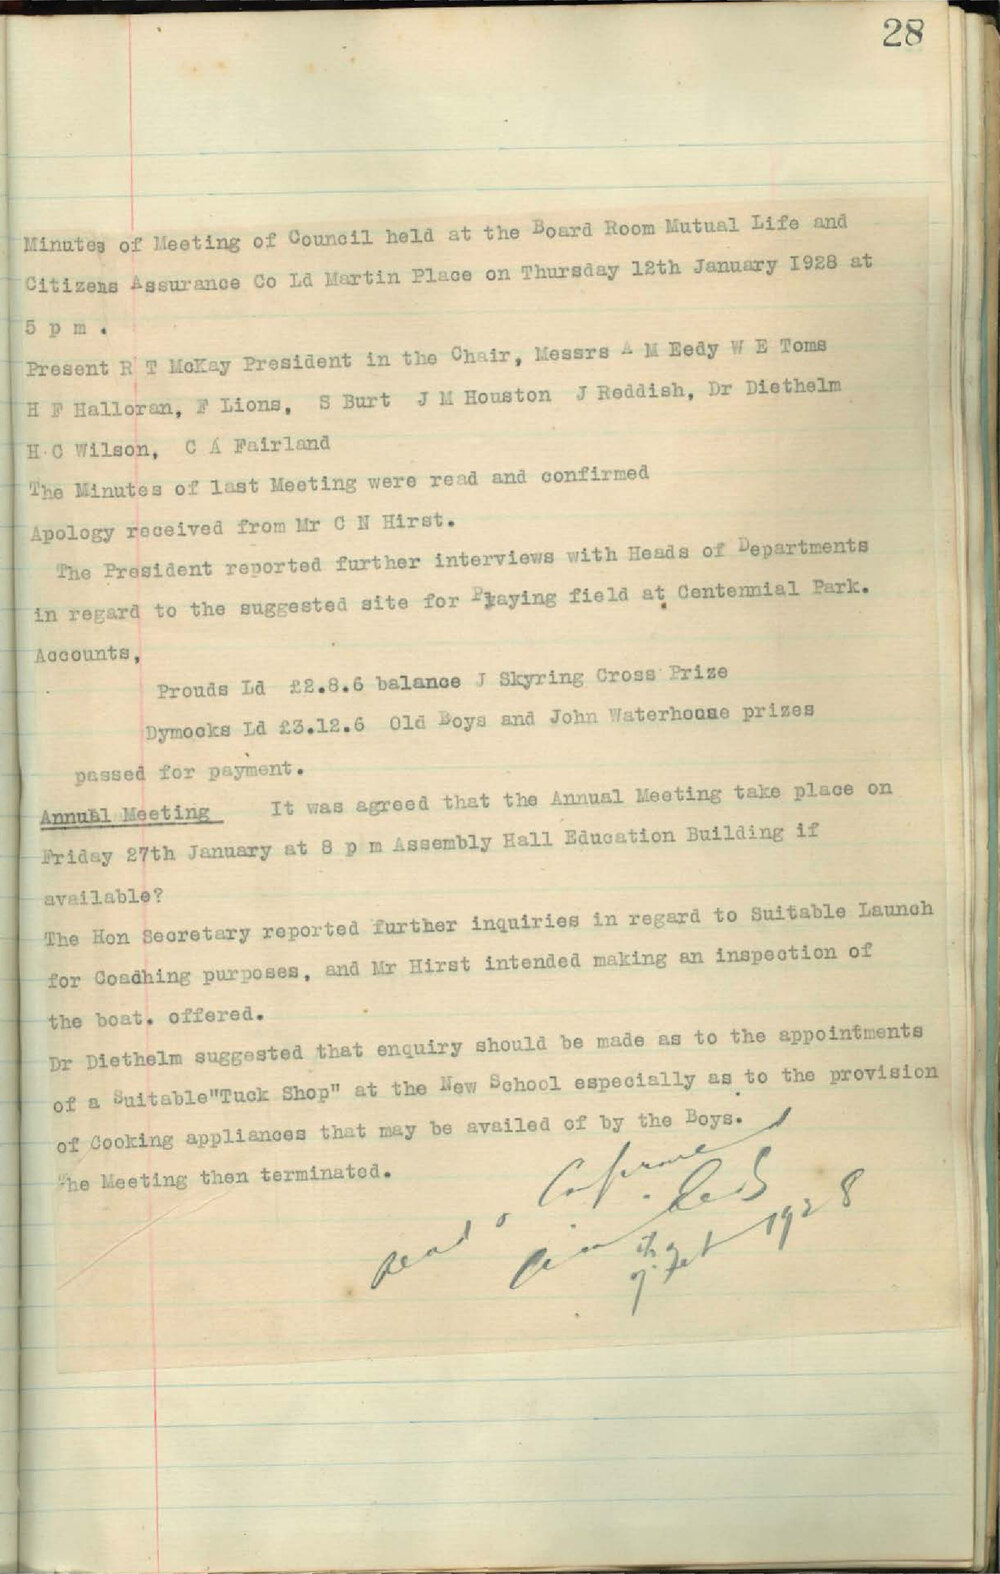 28
Minutes of Meeting of Council held at the Board Room Mutual Life and
Citizens Assurance Co Ld Martin Place on Thursday 12th January 1928 at
5 p m .
Present R T McKay President in the Chair, Messrs A M Eedy W E Toms
H F Halloran, F Lions, S Burt J M Houston J Reddish, Dr Diethelm
H C Wilson, C A Fairland
The Minutes of last Meeting were read and confirmed
Apology received from Mr C N Hirst.
The President reported further interviews with Heads of Departments
in regard to the suggested site for Playing field at Centennial Park.
Accounts,
Prouds Ld £2.8.6 balance J Skyring Cross Prize
Dymocks Ld £3.12.6 Old Boys and John Waterhouse prizes
passed for payment.
Annual Meeting It was agreed that the Annual Meeting take place on
Friday 27th January at 8 p m Assembly Hall Education Building if
available?
The Hon Secretary reported further inquiries in regard to Suitable Launch
for Coadhing purposes, and Mr Hirst intended making an inspection of
the boat. offered.
Dr Diethelm suggested that enquiry should be made as to the appointments
of a Suitable"Tuck Shop" at the New School especially as to the provision
of Cooking appliances that may be availed of by the Boys.
The Meeting then terminated.
Read & Confirmed
9th Feb 1928